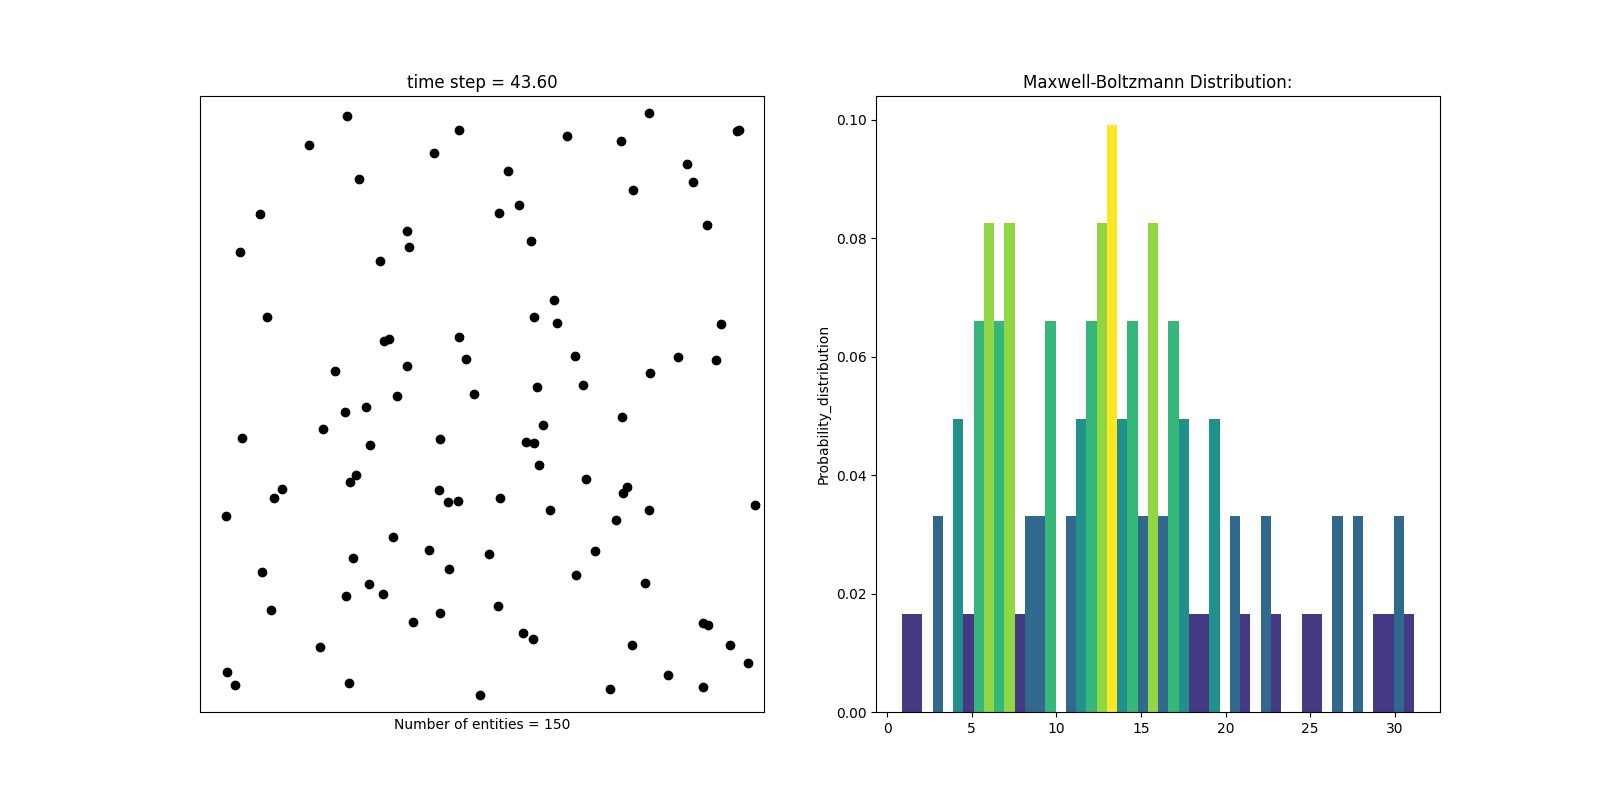 time step = 43.60
Number of entities = 150
Maxwell-Boltzmann Distribution:
Probability_distribution
0.10
0.08
0.06
0.04
0.02
0.00
0 5 10 15 20 25 30